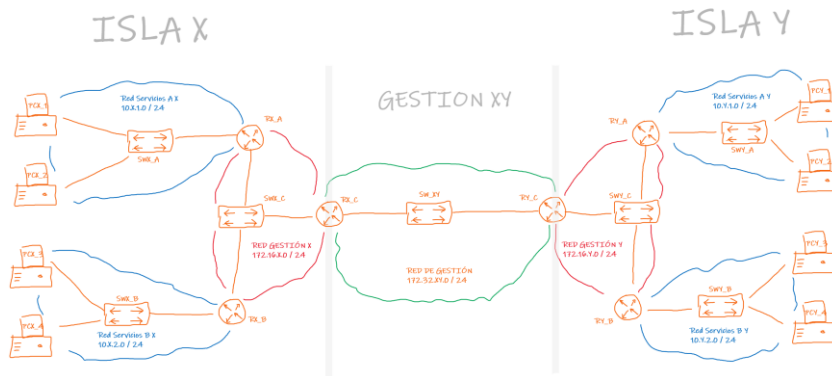 ISLA X
ISLA Y
GESTION XY
PCX_1
Red Servicios A X
10.X.1.0 / 24
RX_A
SWX_A
PCX_2
SWX_C
RX_C
RED GESTIÓN X
172.16.X.0 / 24
PCX_3
SWX_B
PCX_4
Red Servicios B X
10.X.2.0 / 24
RX_B
SW_XY
RED DE GESTIÓN
172.32.XY.0 / 24
RY_C
RY_A
Red Servicios A Y
10.Y.1.0 / 24
PCY_1
SWY_A
PCY_2
SWY_C
RED GESTIÓN Y
172.16.Y.0 / 24
RY_B
SWY_B
PCY_3
PCY_4
Red Servicios B Y
10.Y.2.0 / 24